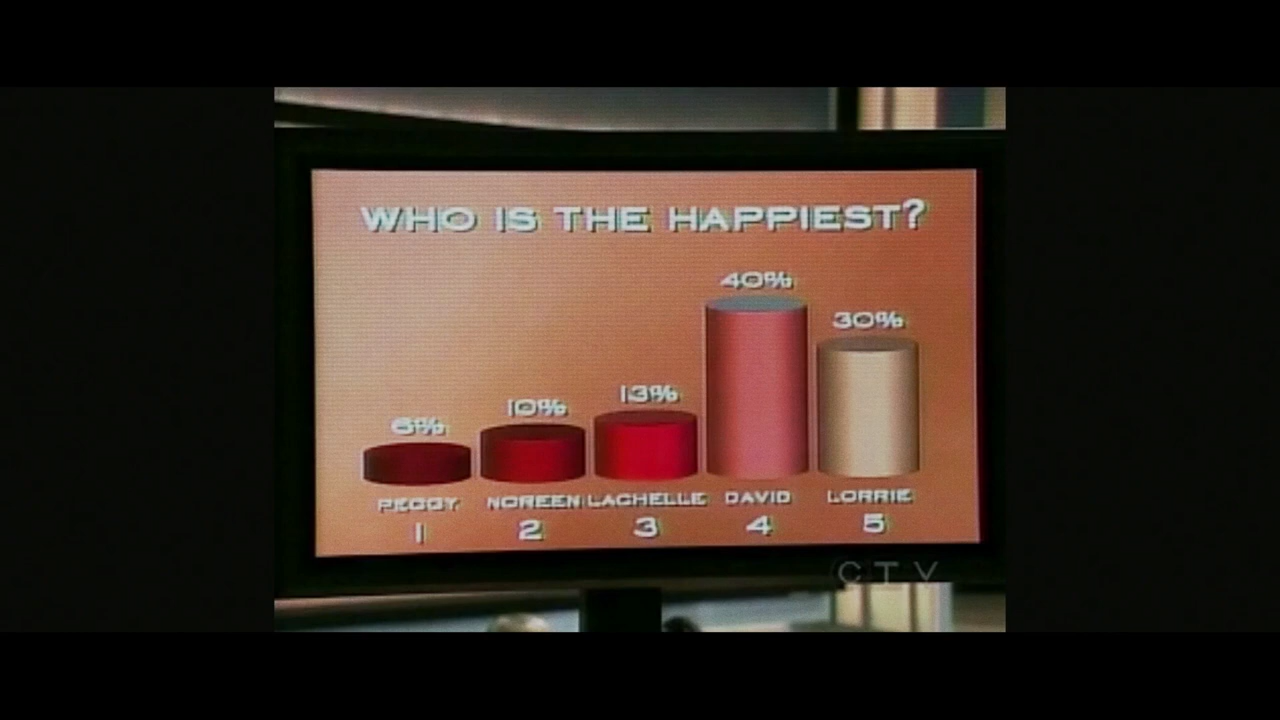 WHO IS THE HAPPIEST?
40%
30%
13%
10%
6%
PEGGY NOREEN LACHELLE DAVID LORRIE
1 2 3 4 5
CTV